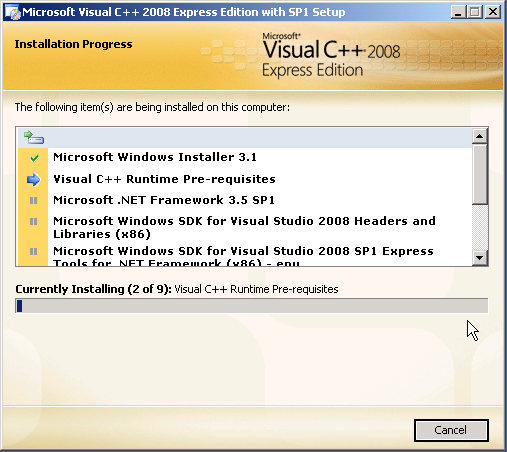 Microsoft Visual C++ 2008 Express Edition with SP1 Setup
Installation Progress
Microsoft®
Visual C++ 2008
Express Edition
The following item(s) are being installed on this computer:
Microsoft Windows Installer 3.1
Visual C++ Runtime Pre-requisites
Microsoft .NET Framework 3.5 SP1
Microsoft Windows SDK for Visual Studio 2008 Headers and
Libraries (x86)
Microsoft Windows SDK for Visual Studio 2008 SP1 Express
Tools for .NET Framework (x86) - enu
Currently Installing (2 of 9): Visual C++ Runtime Pre-requisites
Cancel